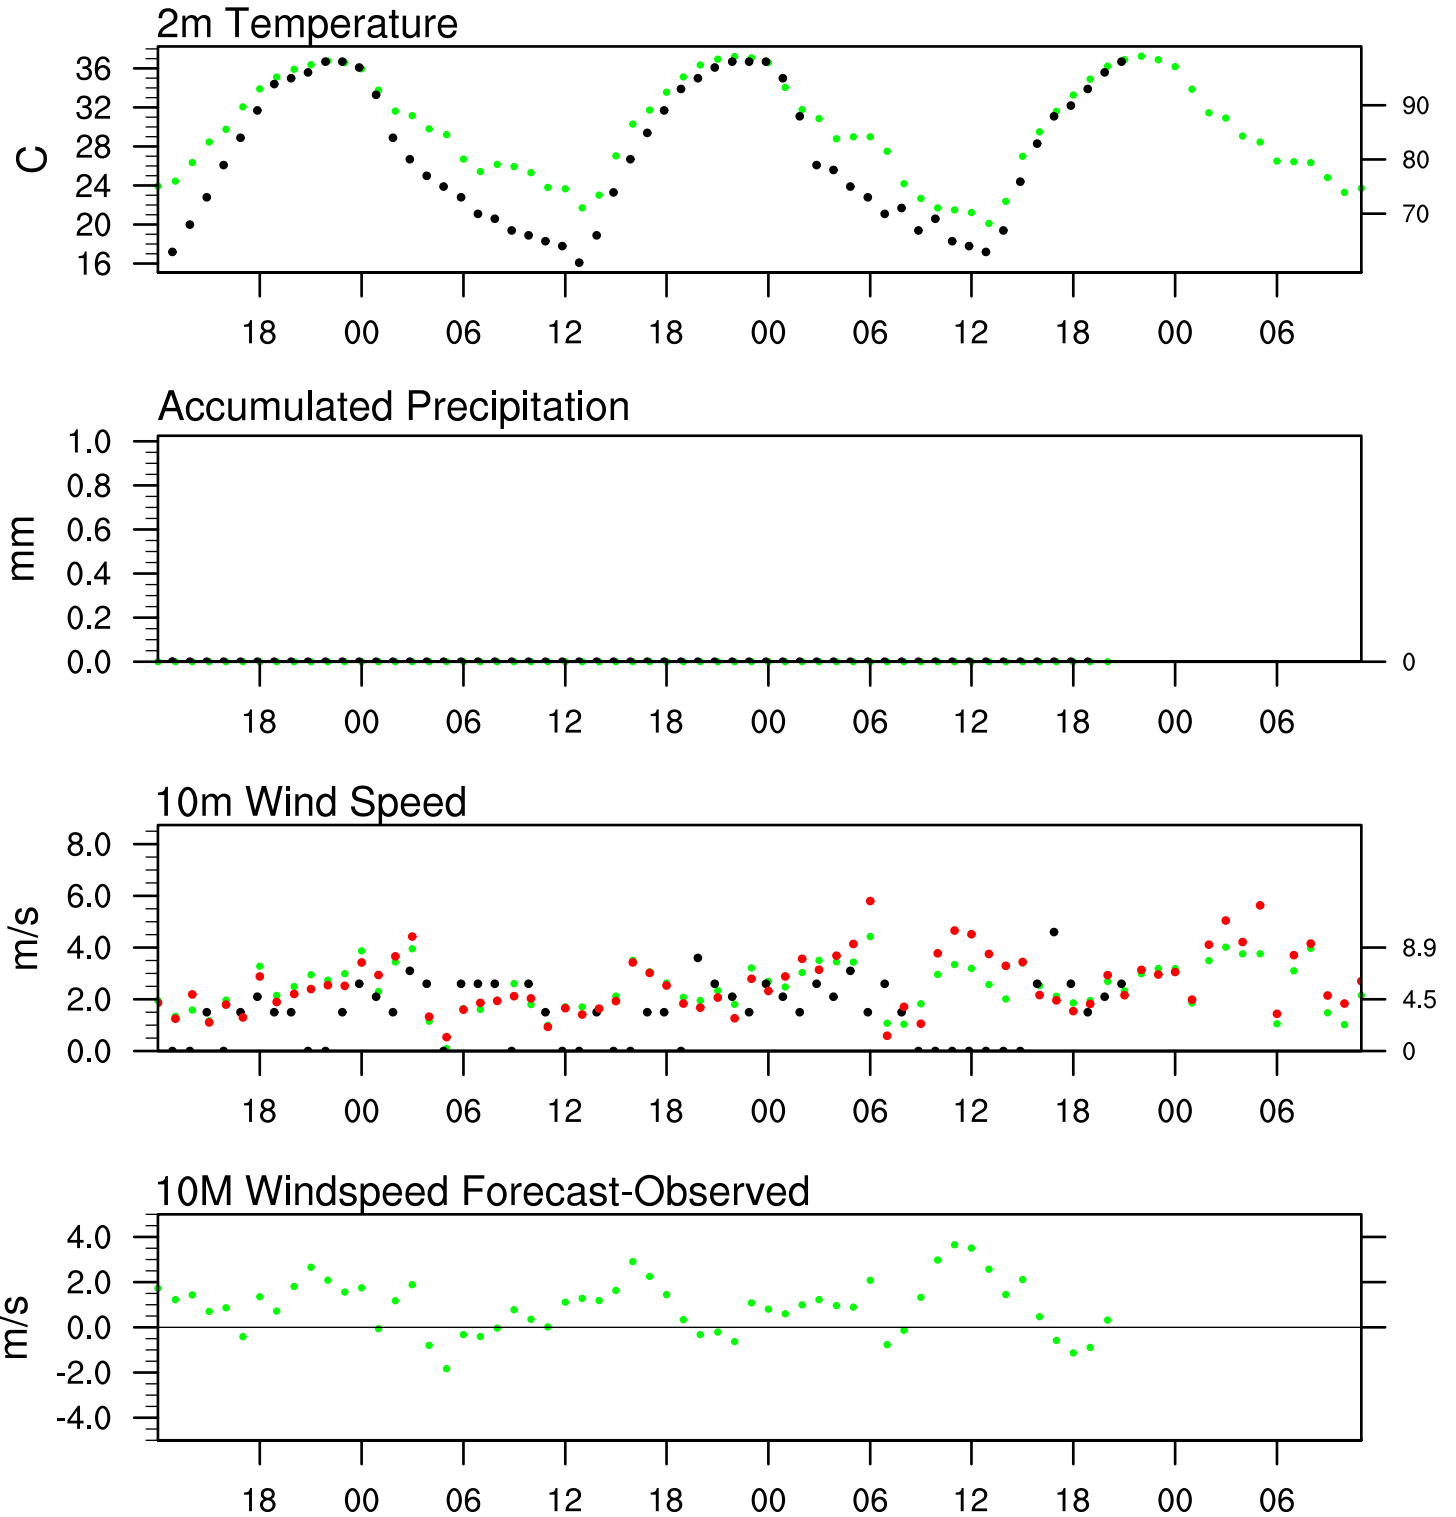 2m Temperature
36
32
28
24
20
16
C
90
80
70
18 00 06 12 18 00 06 12 18 00 06
Accumulated Precipitation
1.0
0.8
0.6
0.4
0.2
0.0
mm
0
18 00 06 12 18 00 06 12 18 00 06
10m Wind Speed
8.0
6.0
4.0
2.0
0.0
m/s
8.9
4.5
0
18 00 06 12 18 00 06 12 18 00 06
10M Windspeed Forecast-Observed
4.0
2.0
0.0
-2.0
-4.0
m/s
18 00 06 12 18 00 06 12 18 00 06